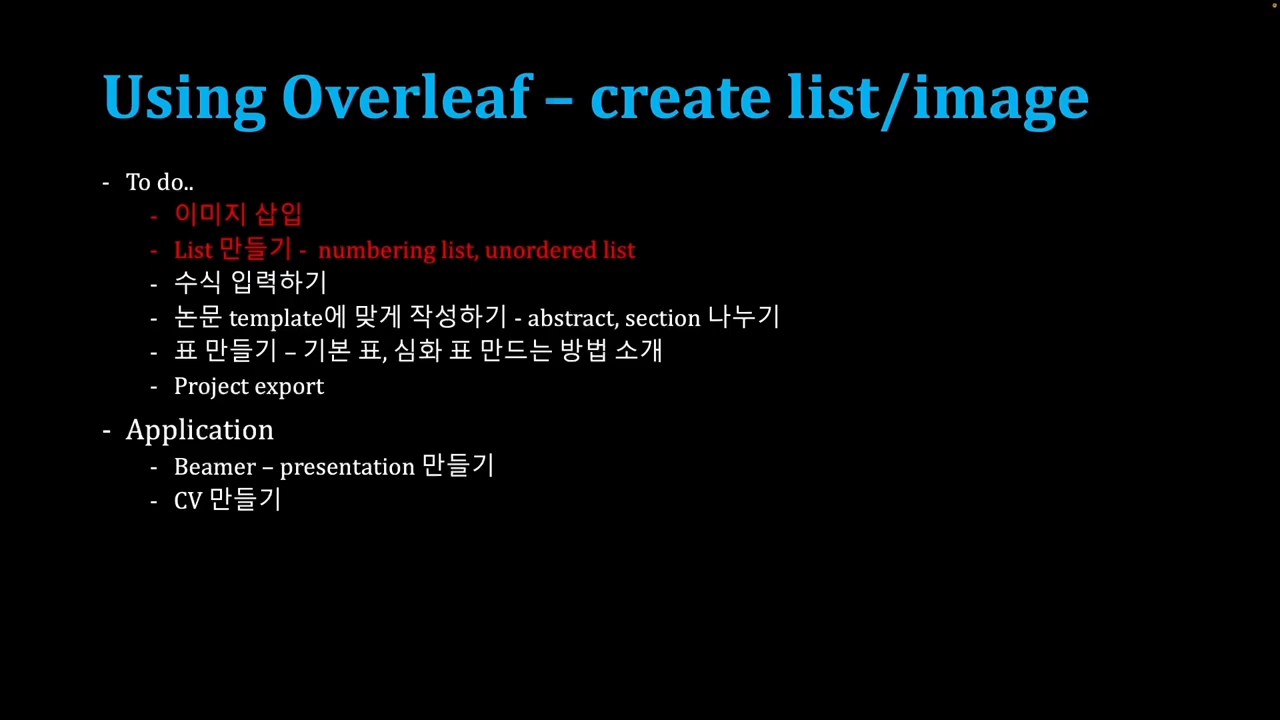 Using Overleaf – create list/image
- To do..
- 이미지 삽입
- List 만들기 - numbering list, unordered list
- 수식 입력하기
- 논문 template에 맞게 작성하기 - abstract, section 나누기
- 표 만들기 – 기본 표, 심화 표 만드는 방법 소개
- Project export
- Application
- Beamer – presentation 만들기
- CV 만들기